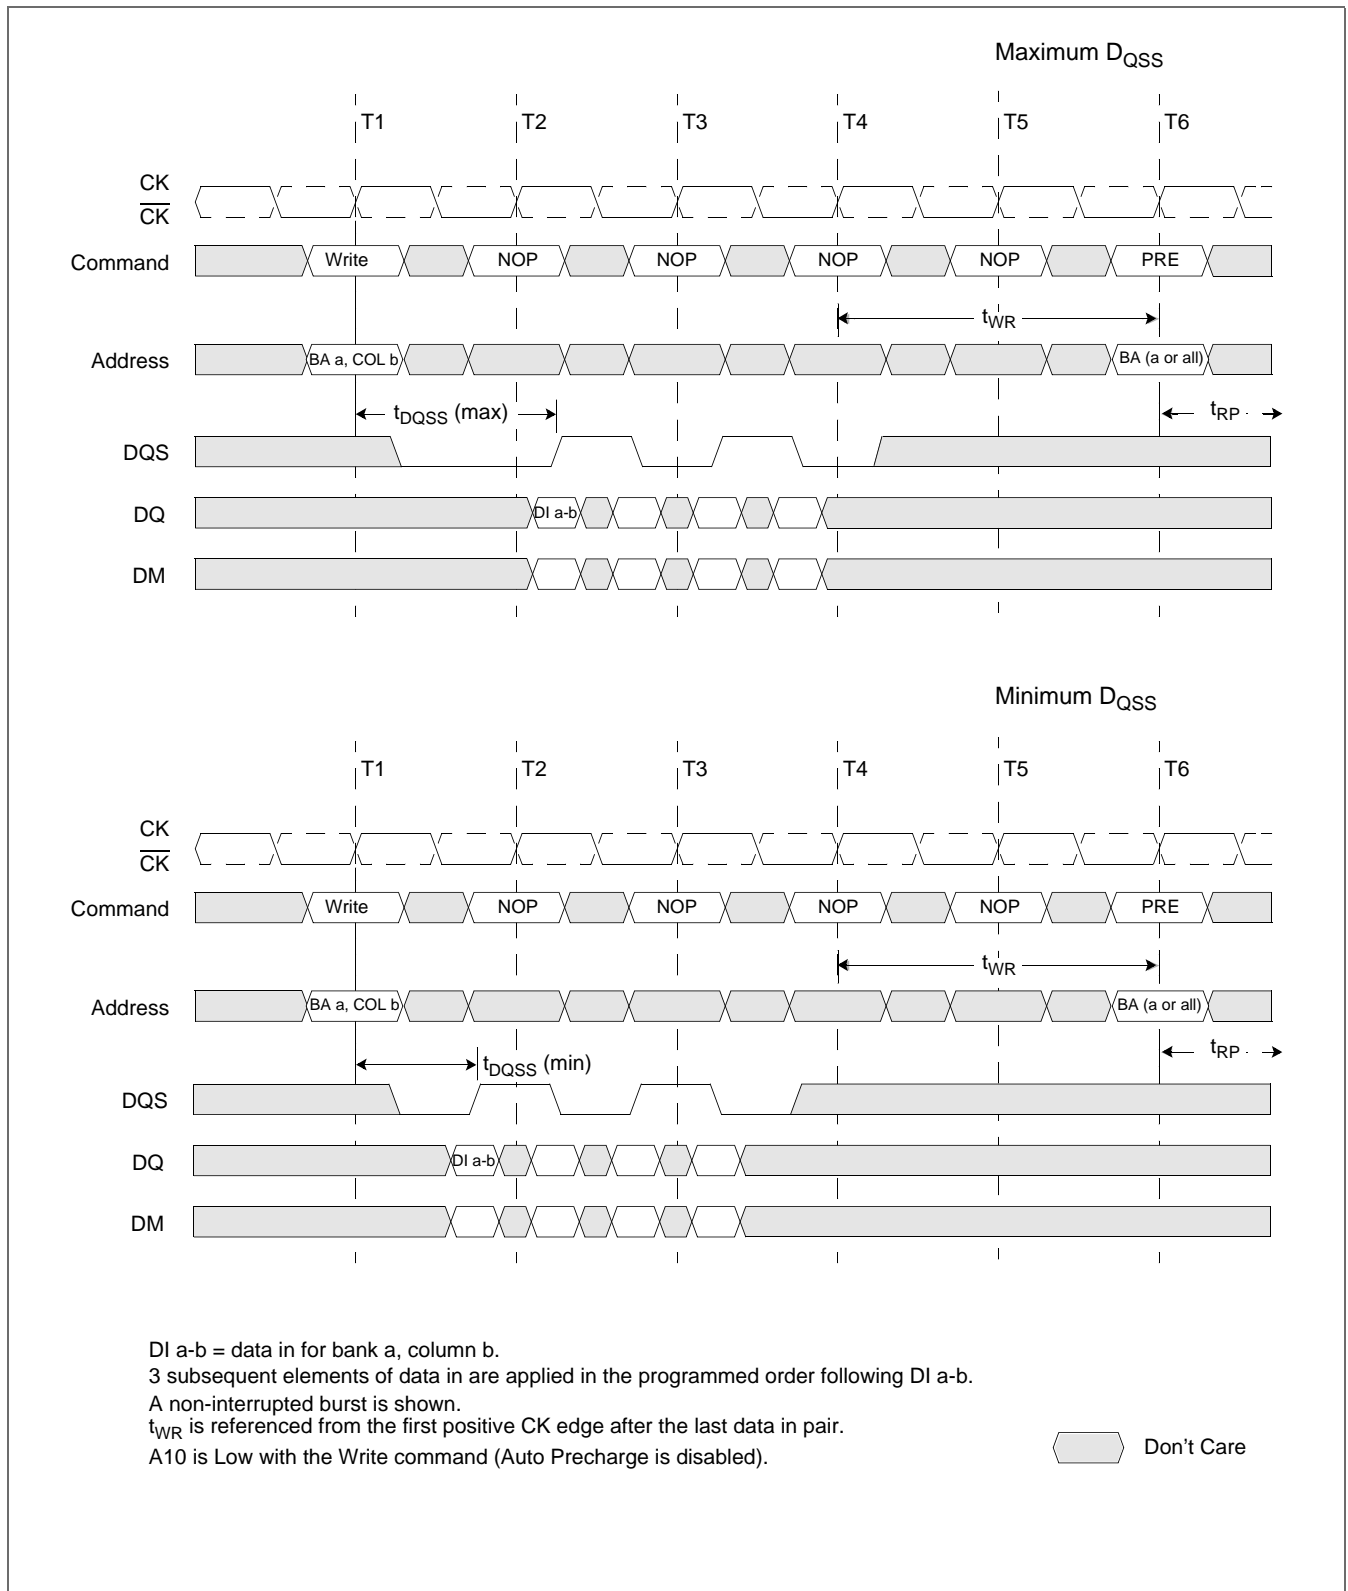 Maximum DQSS
T1 T2 T3 T4 T5 T6
CK
CK
Command Write NOP NOP NOP NOP PRE
tWR
Address BA a, COL b BA (a or all)
tDQSS (max) tRP
DQS
DQ DI a-b
DM
Minimum DQSS
T1 T2 T3 T4 T5 T6
CK
CK
Command Write NOP NOP NOP NOP PRE
tWR
Address BA a, COL b BA (a or all)
tDQSS (min) tRP
DQS
DQ DI a-b
DM
DI a-b = data in for bank a, column b.
3 subsequent elements of data in are applied in the programmed order following DI a-b.
A non-interrupted burst is shown.
tWR is referenced from the first positive CK edge after the last data in pair.
A10 is Low with the Write command (Auto Precharge is disabled).
Don't Care